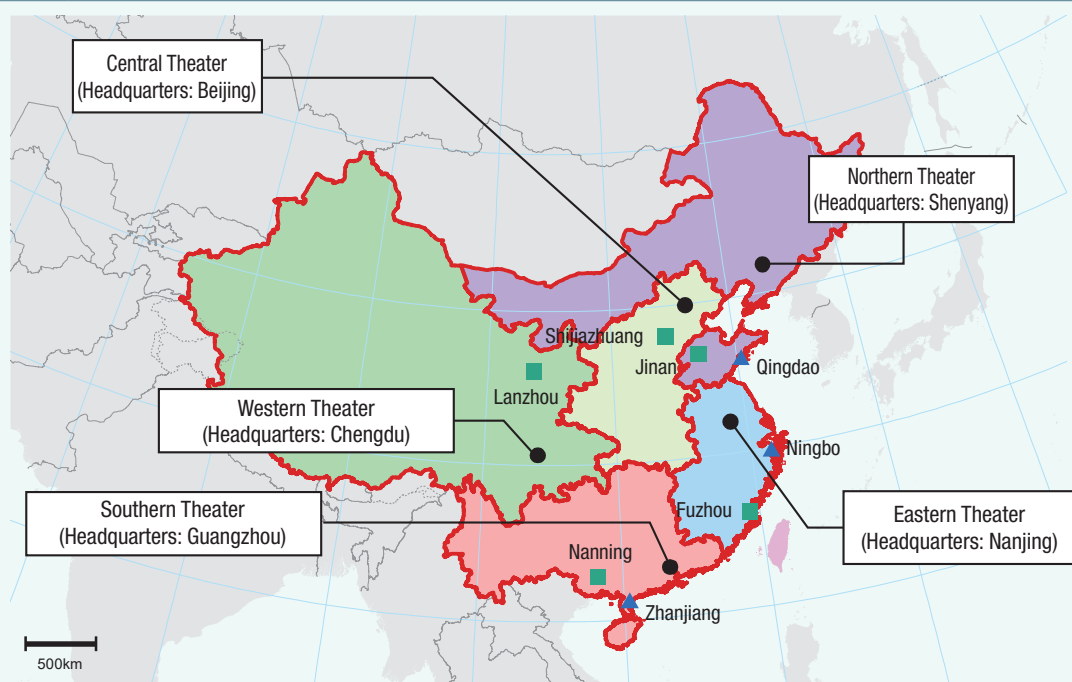 Central Theater
(Headquarters: Beijing)
Northern Theater
(Headquarters: Shenyang)
Shijiazhuang
Jinan
Qingdao
Lanzhou
Western Theater
(Headquarters: Chengdu)
Ningbo
Southern Theater
(Headquarters: Guangzhou)
Fuzhou
Eastern Theater
(Headquarters: Nanjing)
Nanning
Zhanjiang
500km